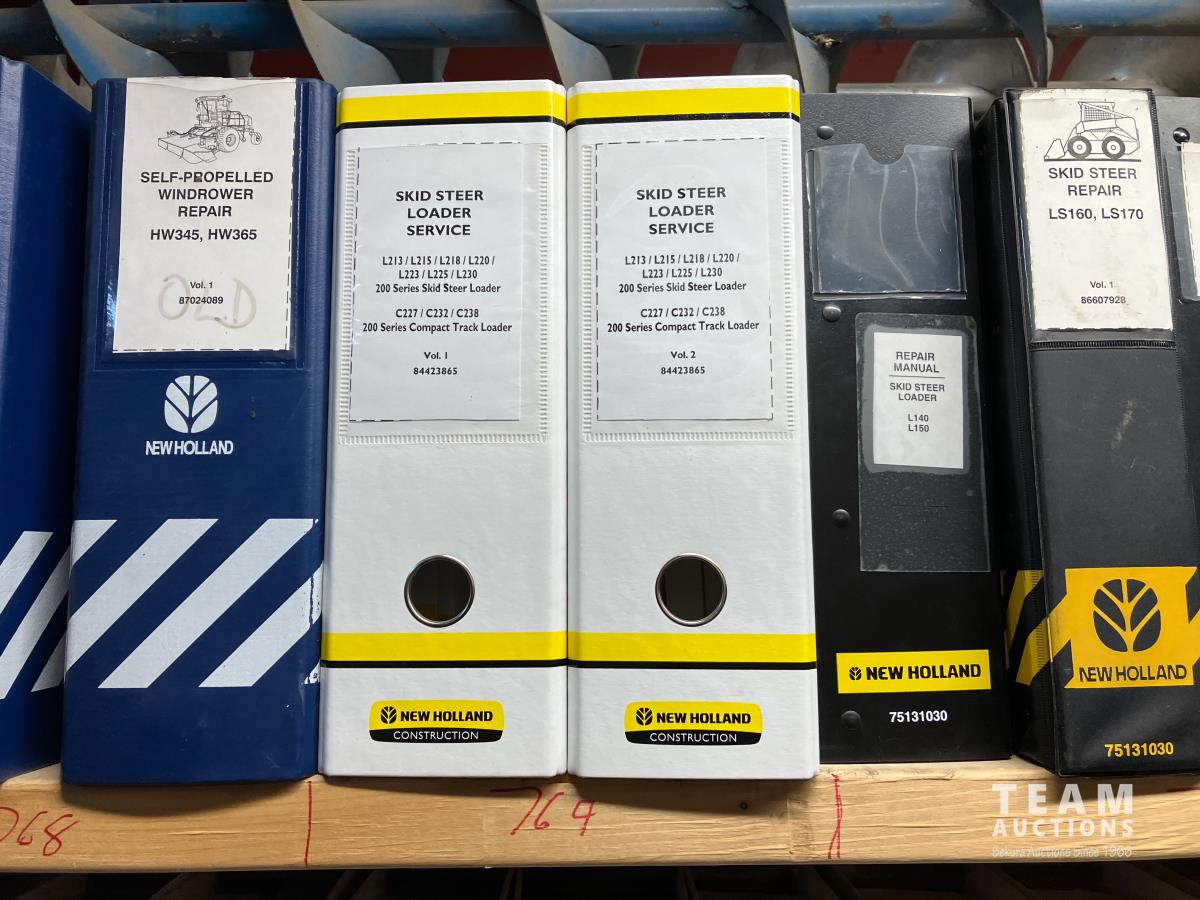 SELF-PROPELLED
WINDROWER
REPAIR
HW345, HW365
Vol. 1
87024089
OLD
NEW HOLLAND
SKID STEER
LOADER
SERVICE
L213 / L215 / L218 / L220 /
L223 / L225 / L230
200 Series Skid Steer Loader
C227 / C232 / C238
200 Series Compact Track Loader
Vol. 1
84423865
NEW HOLLAND
CONSTRUCTION
SKID STEER
LOADER
SERVICE
L213 / L215 / L218 / L220 /
L223 / L225 / L230
200 Series Skid Steer Loader
C227 / C232 / C238
200 Series Compact Track Loader
Vol. 2
84423865
NEW HOLLAND
CONSTRUCTION
REPAIR
MANUAL
SKID STEER
LOADER
L140
L150
NEW HOLLAND
75131030
SKID STEER
REPAIR
LS160, LS170
Vol. 1
86607928
NEW HOLLAND
75131030
768
764
TEAM
AUCTIONS
Sekura Auctions Since 1966